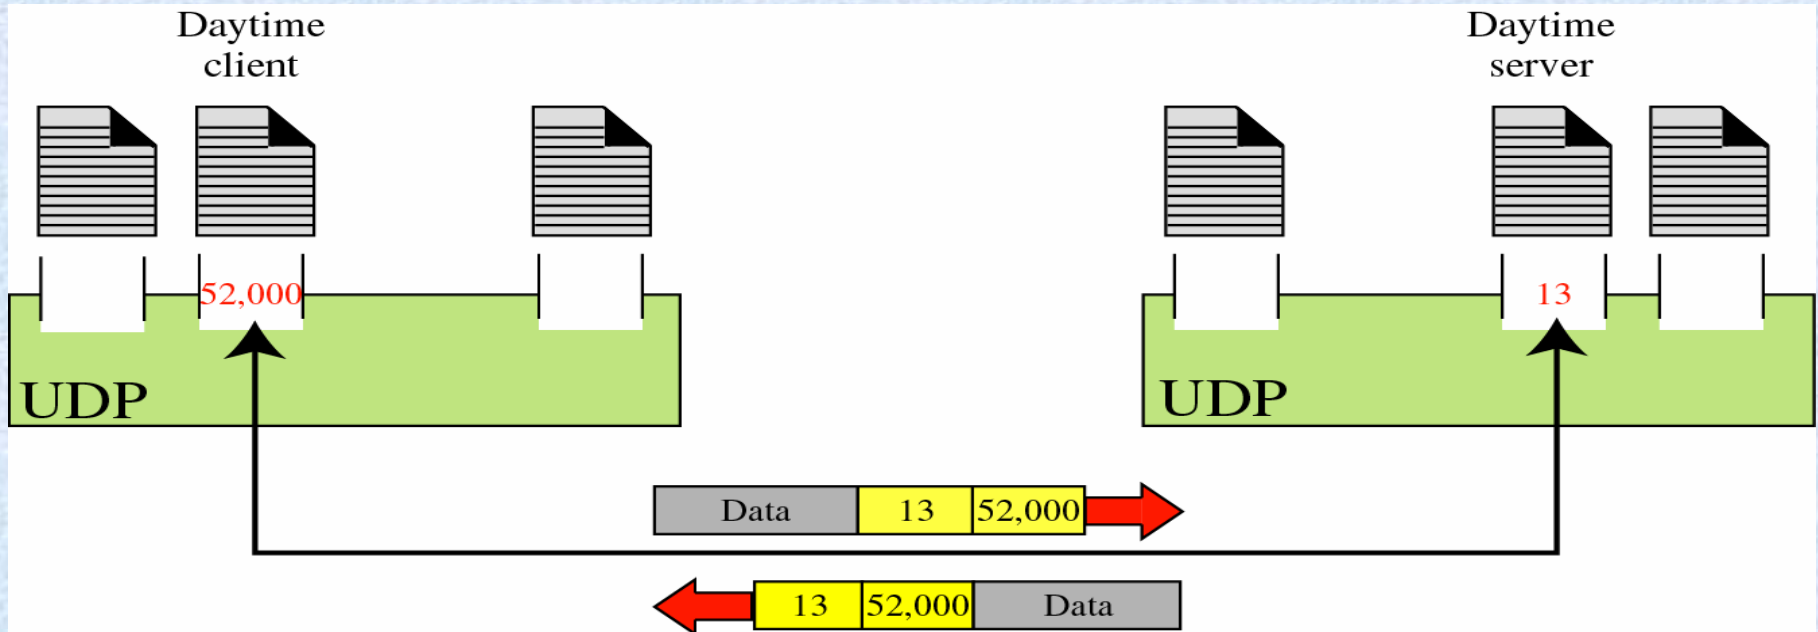 Daytime
client
Daytime
server
52,000
13
UDP
UDP
Data 13 52,000
13 52,000 Data